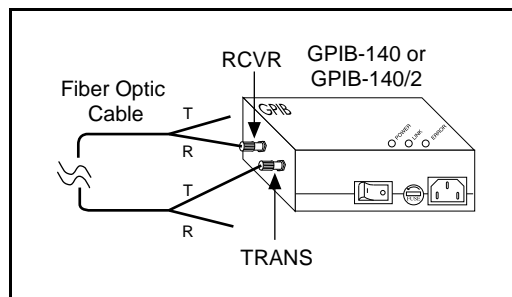 RCVR
GPIB-140 or
GPIB-140/2
Fiber Optic
Cable
GPIB
POWER
LINK
ERROR
T
R
T
R
FUSE
TRANS